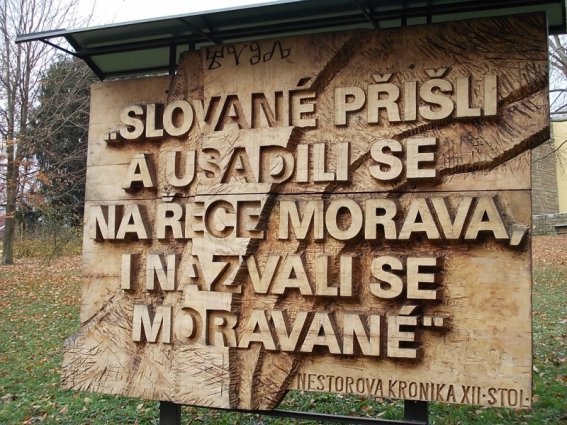 „SLOVANÉ PŘIŠLI
A USADILI SE
NA ŘECE MORAVA,
I NAZVALI SE
MORAVANÉ"
NESTOROVA KRONIKA XII·STOL·